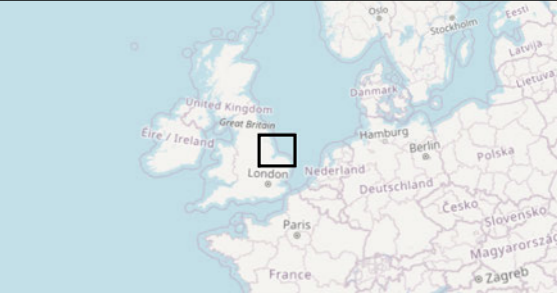 Oslo
Stockholm
Eesti
Latvija
Lietuva
Danmark
United Kingdom
Great Britain
Éire / Ireland
Hamburg
Berlin
Polska
London
Nederland
Deutschland
Česko
Slovensko
Paris
Magyarorszá
France
Zagreb